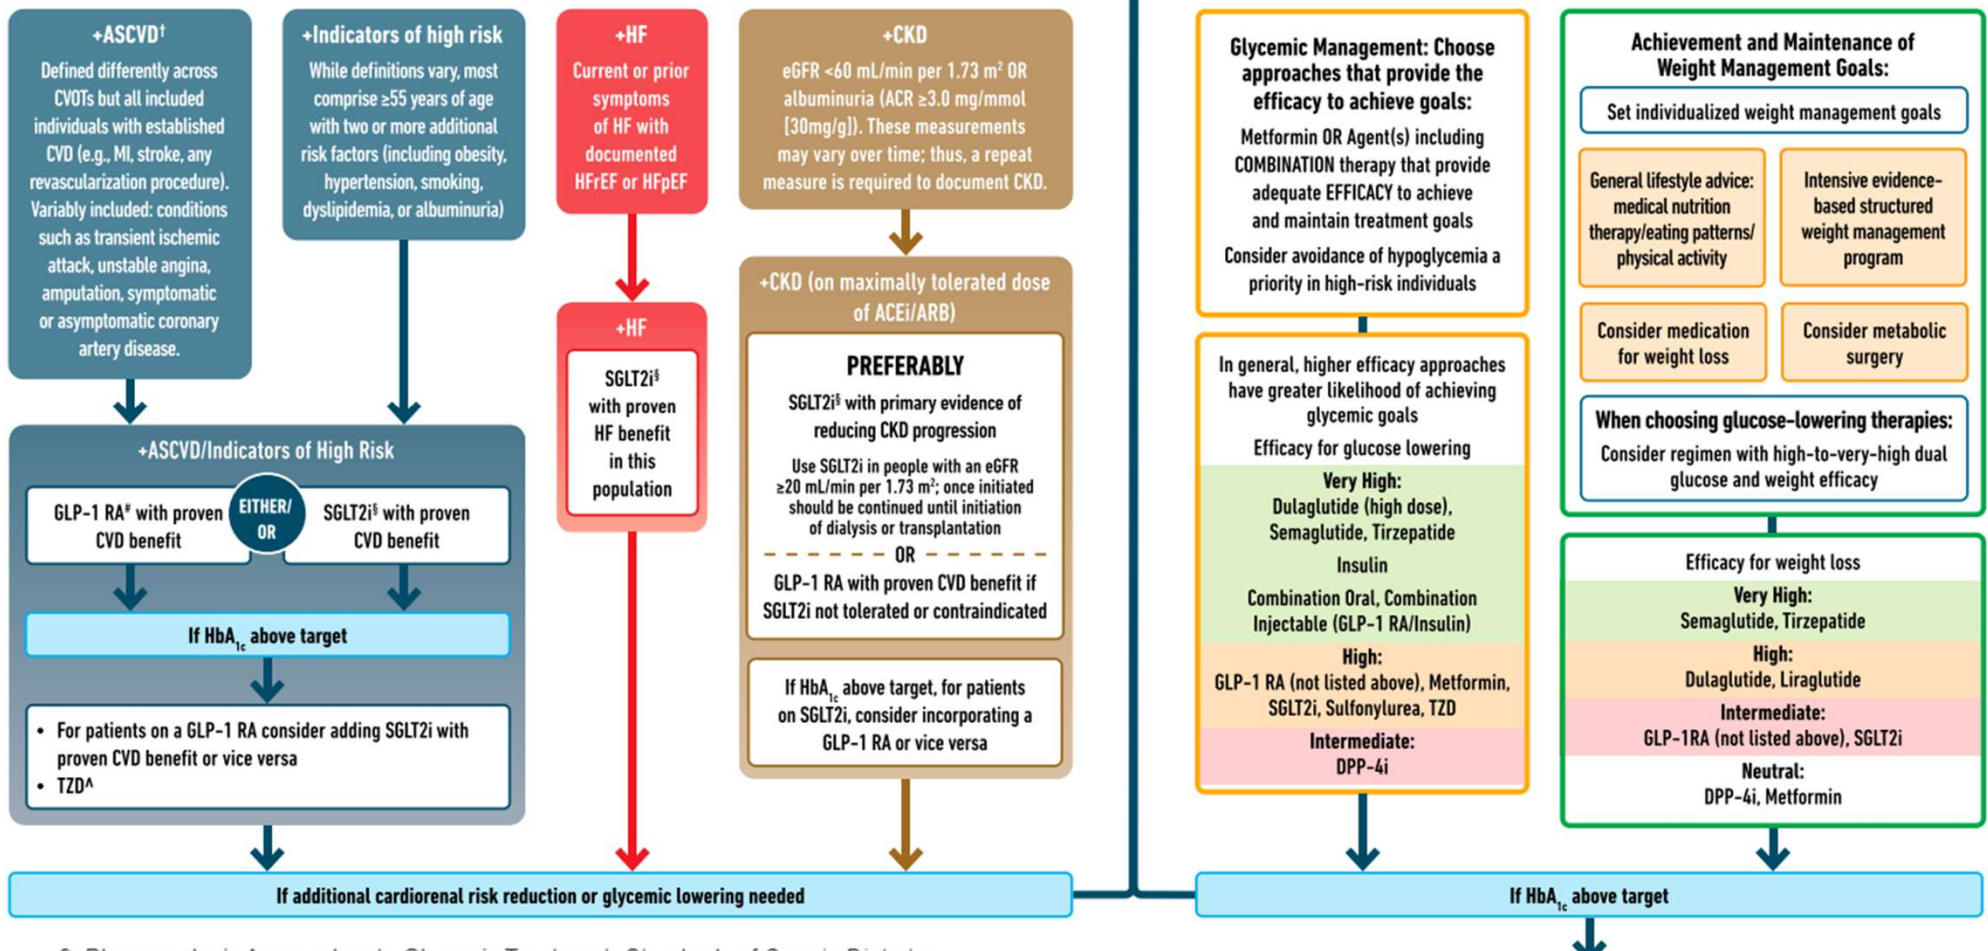 +ASCVD†
Defined differently across
CVOTs but all included
individuals with established
CVD (e.g., MI, stroke, any
revascularization procedure).
Variably included: conditions
such as transient ischemic
attack, unstable angina,
amputation, symptomatic
or asymptomatic coronary
artery disease.
+Indicators of high risk
While definitions vary, most
comprise ≥55 years of age
with two or more additional
risk factors (including obesity,
hypertension, smoking,
dyslipidemia, or albuminuria)
+ASCVD/Indicators of High Risk
GLP-1 RA# with proven
CVD benefit
EITHER/
OR
SGLT2i§ with proven
CVD benefit
If HbA1c above target
• For patients on a GLP-1 RA consider adding SGLT2i with
proven CVD benefit or vice versa
• TZD^
+HF
Current or prior
symptoms
of HF with
documented
HFrEF or HFpEF
+HF
SGLT2i§
with proven
HF benefit
in this
population
+CKD
eGFR <60 mL/min per 1.73 m² OR
albuminuria (ACR ≥3.0 mg/mmol
[30mg/g]). These measurements
may vary over time; thus, a repeat
measure is required to document CKD.
+CKD (on maximally tolerated dose
of ACEi/ARB)
PREFERABLY
SGLT2i§ with primary evidence of
reducing CKD progression
Use SGLT2i in people with an eGFR
≥20 mL/min per 1.73 m²; once initiated
should be continued until initiation
of dialysis or transplantation
OR
GLP-1 RA with proven CVD benefit if
SGLT2i not tolerated or contraindicated
If HbA1c above target, for patients
on SGLT2i, consider incorporating a
GLP-1 RA or vice versa
If additional cardiorenal risk reduction or glycemic lowering needed
Glycemic Management: Choose
approaches that provide the
efficacy to achieve goals:
Metformin OR Agent(s) including
COMBINATION therapy that provide
adequate EFFICACY to achieve
and maintain treatment goals
Consider avoidance of hypoglycemia a
priority in high-risk individuals
In general, higher efficacy approaches
have greater likelihood of achieving
glycemic goals
Efficacy for glucose lowering
Very High:
Dulaglutide (high dose),
Semaglutide, Tirzepatide
Insulin
Combination Oral, Combination
Injectable (GLP-1 RA/Insulin)
High:
GLP-1 RA (not listed above), Metformin,
SGLT2i, Sulfonylurea, TZD
Intermediate:
DPP-4i
Achievement and Maintenance of
Weight Management Goals:
Set individualized weight management goals
General lifestyle advice:
medical nutrition
therapy/eating patterns/
physical activity
Intensive evidence-
based structured
weight management
program
Consider medication
for weight loss
Consider metabolic
surgery
When choosing glucose-lowering therapies:
Consider regimen with high-to-very-high dual
glucose and weight efficacy
Efficacy for weight loss
Very High:
Semaglutide, Tirzepatide
High:
Dulaglutide, Liraglutide
Intermediate:
GLP-1RA (not listed above), SGLT2i
Neutral:
DPP-4i, Metformin
If HbA1c above target